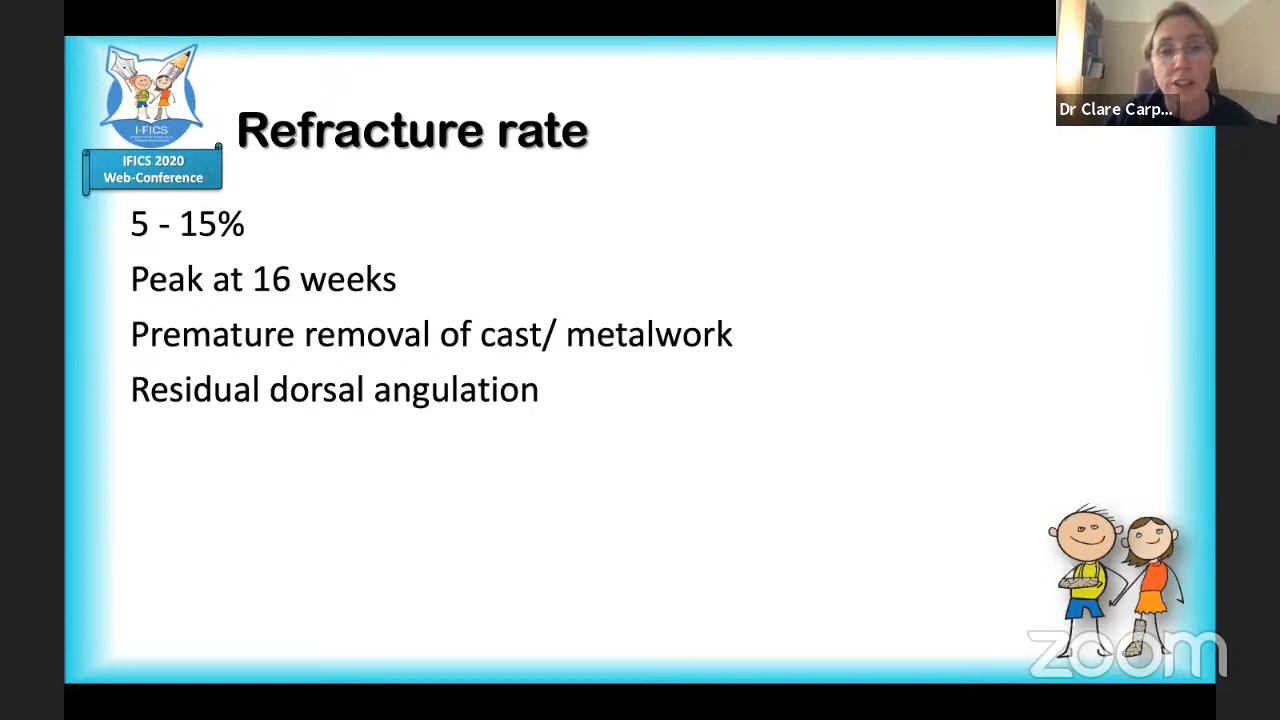 Dr Clare Carp...
I-FICS
IFICS 2020
Web-Conference
Refracture rate
5 - 15%
Peak at 16 weeks
Premature removal of cast/ metalwork
Residual dorsal angulation
zoom